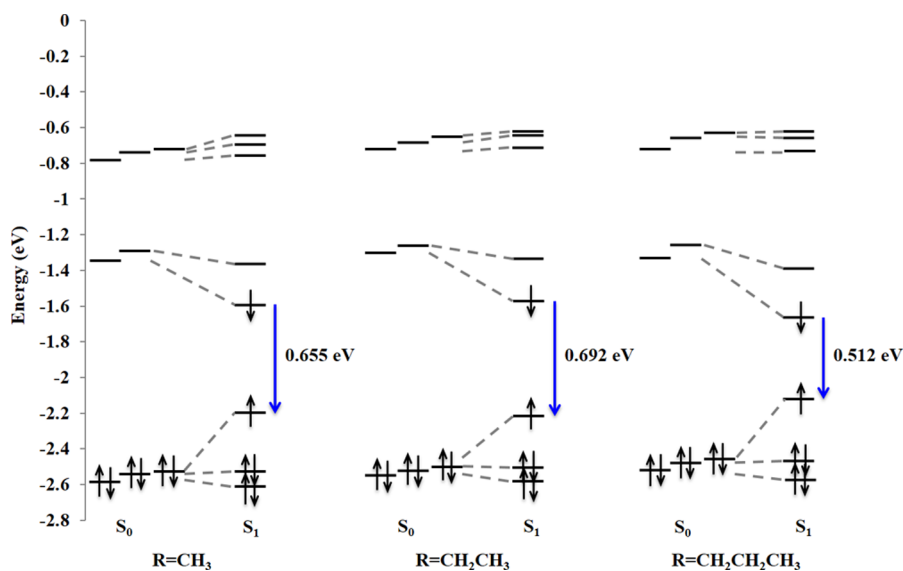 0
-0.2
-0.4
-0.6
-0.8
-1
-1.2
-1.4
-1.6
-1.8
-2
-2.2
-2.4
-2.6
-2.8
Energy (eV)
0.655 eV
0.692 eV
0.512 eV
S₀ S₁ S₀ S₁ S₀ S₁
R=CH₃ R=CH₂CH₃ R=CH₂CH₂CH₃